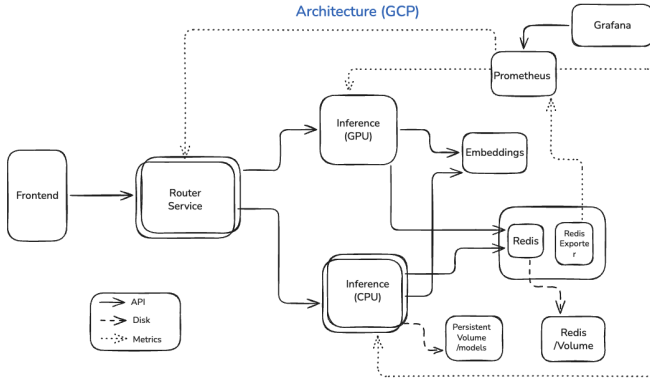 Architecture (GCP)
Grafana
Prometheus
Inference
(GPU)
Embeddings
Frontend
Router
Service
Redis
Redis
Exporte
r
Inference
(CPU)
API
Disk
Metrics
Persistent
Volume
/models
Redis
/Volume